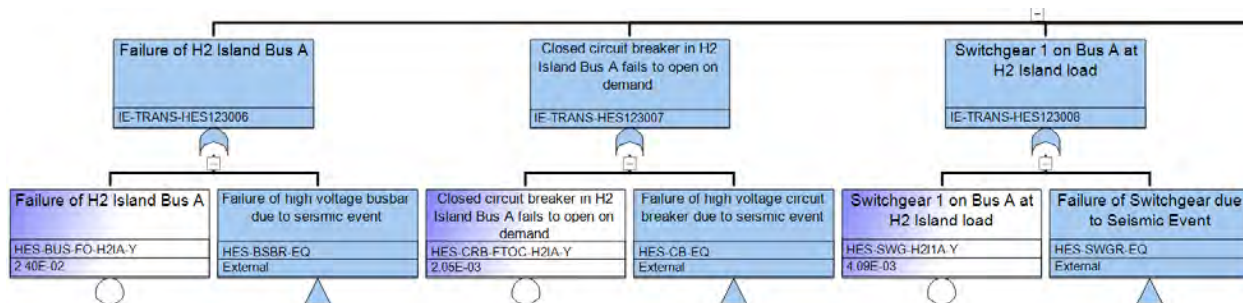 Failure of H2 Island Bus A
IE-TRANS-HES123006
Closed circuit breaker in H2
Island Bus A fails to open on
demand
IE-TRANS-HES123007
Switchgear 1 on Bus A at
H2 Island load
IE-TRANS-HES123008
Failure of H2 Island Bus A
HES-BUS-FO-H2IA-Y
2.40E-02
Failure of high voltage busbar
due to seismic event
HES-BSBR-EQ
External
Closed circuit breaker in H2
Island Bus A fails to open on
demand
HES-CRB-FTOC-H2IA-Y
2.05E-03
Failure of high voltage circuit
breaker due to seismic event
HES-CB-EQ
External
Switchgear 1 on Bus A at
H2 Island load
HES-SWG-H2I1A-Y
4.09E-03
Failure of Switchgear due
to Seismic Event
HES-SWGR-EQ
External